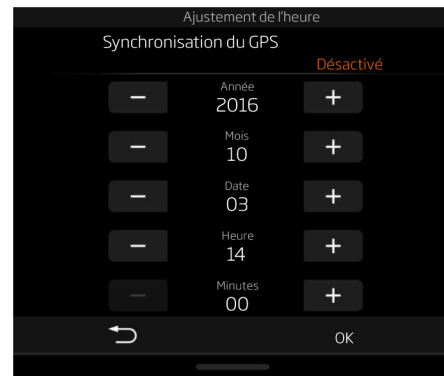 Ajustement de l'heure
Synchronisation du GPS
Désactivé
Année
2016
Mois
10
Date
03
Heure
14
Minutes
00
OK